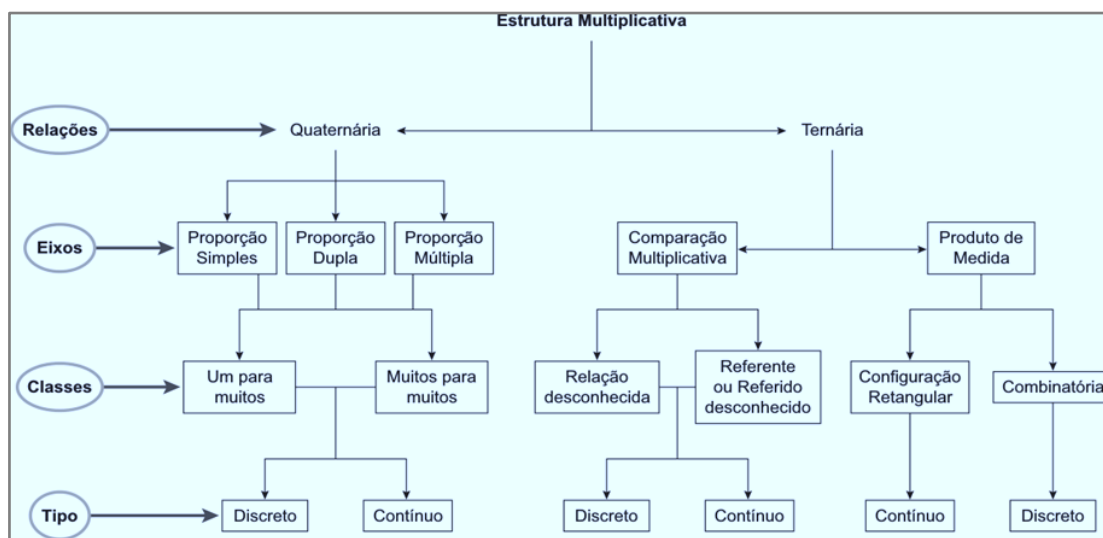 Estrutura Multiplicativa
Relações
Quaternária
Ternária
Eixos
Proporção
Simples
Proporção
Dupla
Proporção
Múltipla
Comparação
Multiplicativa
Produto de
Medida
Classes
Um para
muitos
Muitos para
muitos
Relação
desconhecida
Referente
ou Referido
desconhecido
Configuração
Retangular
Combinatória
Tipo
Discreto
Contínuo
Discreto
Contínuo
Contínuo
Discreto